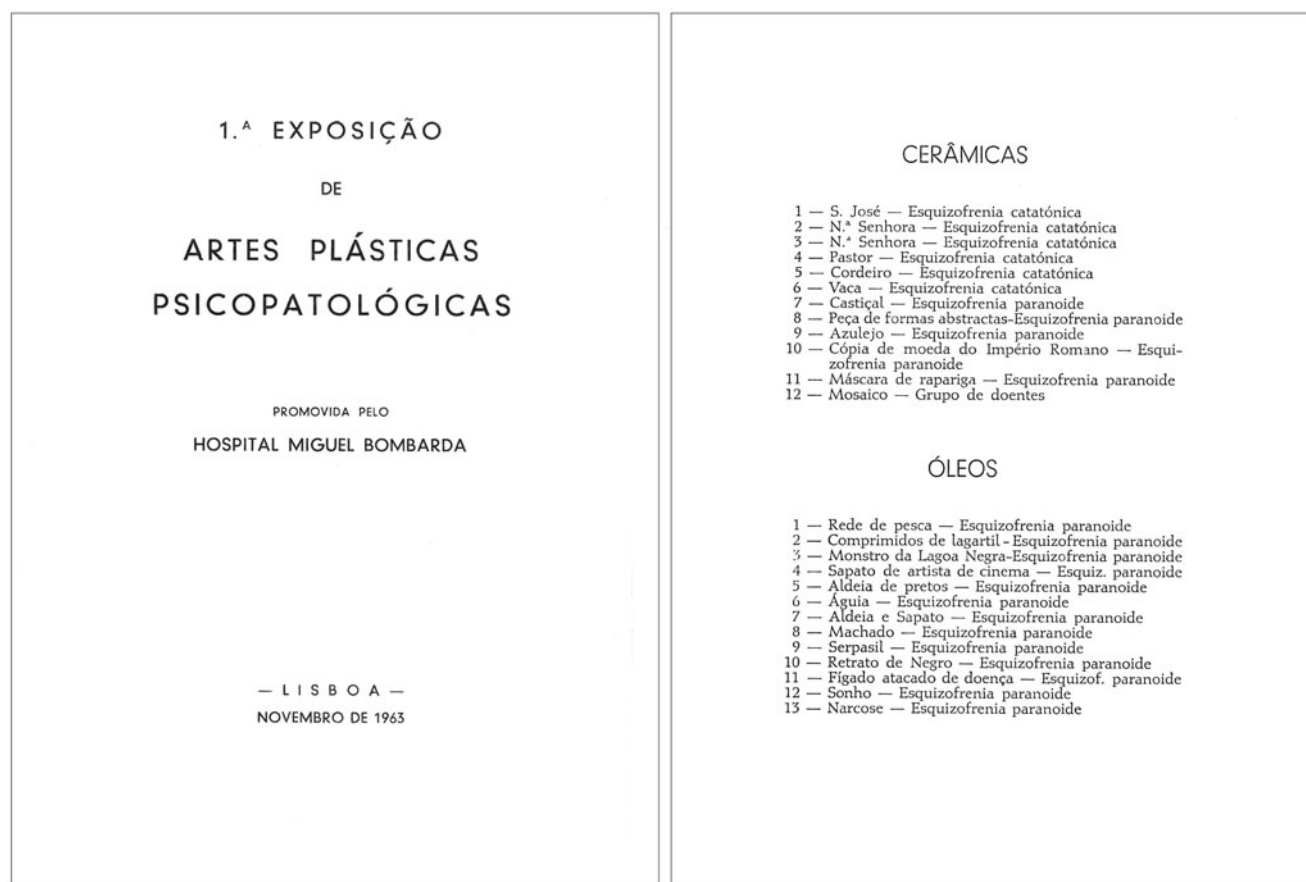 1.ᴬ EXPOSIÇÃO
DE
ARTES PLÁSTICAS
PSICOPATOLÓGICAS
PROMOVIDA PELO
HOSPITAL MIGUEL BOMBARDA
— LISBOA —
NOVEMBRO DE 1963
CERÂMICAS
1 — S. José — Esquizofrenia catatónica
2 — N.ª Senhora — Esquizofrenia catatónica
3 — N.ª Senhora — Esquizofrenia catatónica
4 — Pastor — Esquizofrenia catatónica
5 — Cordeiro — Esquizofrenia catatónica
6 — Vaca — Esquizofrenia catatónica
7 — Castiçal — Esquizofrenia paranoide
8 — Peça de formas abstractas-Esquizofrenia paranoide
9 — Azulejo — Esquizofrenia paranoide
10 — Cópia de moeda do Império Romano — Esqui-
zofrenia paranoide
11 — Máscara de rapariga — Esquizofrenia paranoide
12 — Mosaico — Grupo de doentes
ÓLEOS
1 — Rede de pesca — Esquizofrenia paranoide
2 — Comprimidos de lagartil-Esquizofrenia paranoide
3 — Monstro da Lagoa Negra-Esquizofrenia paranoide
4 — Sapato de artista de cinema — Esquiz. paranoide
5 — Aldeia de pretos — Esquizofrenia paranoide
6 — Águia — Esquizofrenia paranoide
7 — Aldeia e Sapato — Esquizofrenia paranoide
8 — Machado — Esquizofrenia paranoide
9 — Serpasil — Esquizofrenia paranoide
10 — Retrato de Negro — Esquizofrenia paranoide
11 — Fígado atacado de doença — Esquizof. paranoide
12 — Sonho — Esquizofrenia paranoide
13 — Narcose — Esquizofrenia paranoide